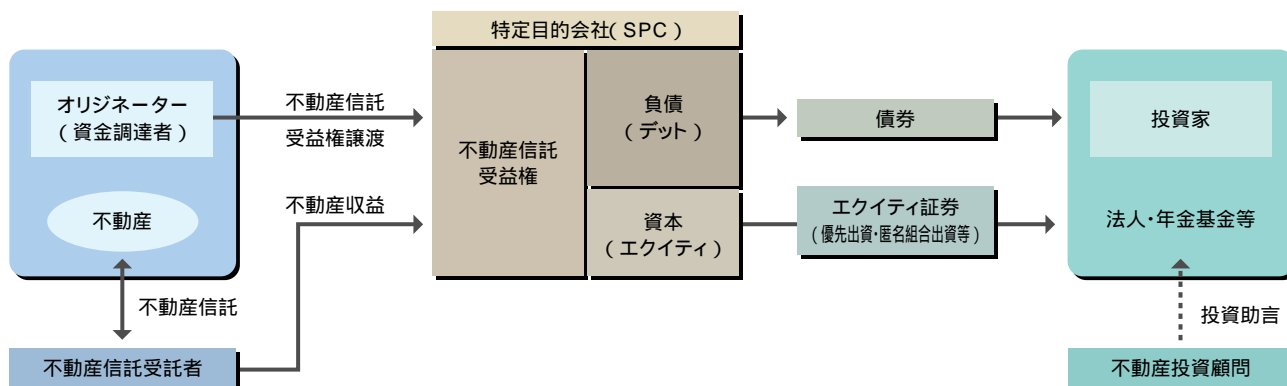 特定目的会社(SPC)
オリジネーター
(資金調達者)
不動産
不動産信託
受益権譲渡
不動産収益
不動産信託
受益権
負債
(デット)
資本
(エクイティ)
債券
エクイティ証券
(優先出資・匿名組合出資等)
投資家
法人・年金基金等
不動産信託
投資助言
不動産信託受託者
不動産投資顧問